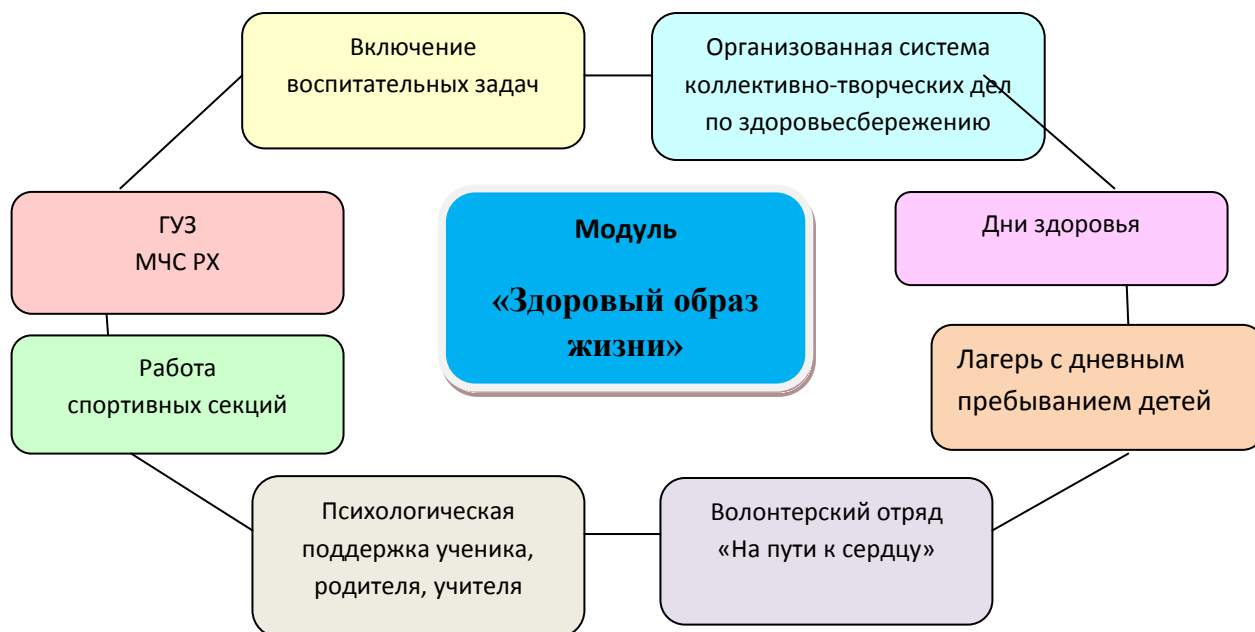 Включение
воспитательных задач
Организованная система
коллективно-творческих дел
по здоровьесбережению
ГУЗ
МЧС РХ
Модуль
«Здоровый образ
жизни»
Дни здоровья
Работа
спортивных секций
Лагерь с дневным
пребыванием детей
Психологическая
поддержка ученика,
родителя, учителя
Волонтерский отряд
«На пути к сердцу»